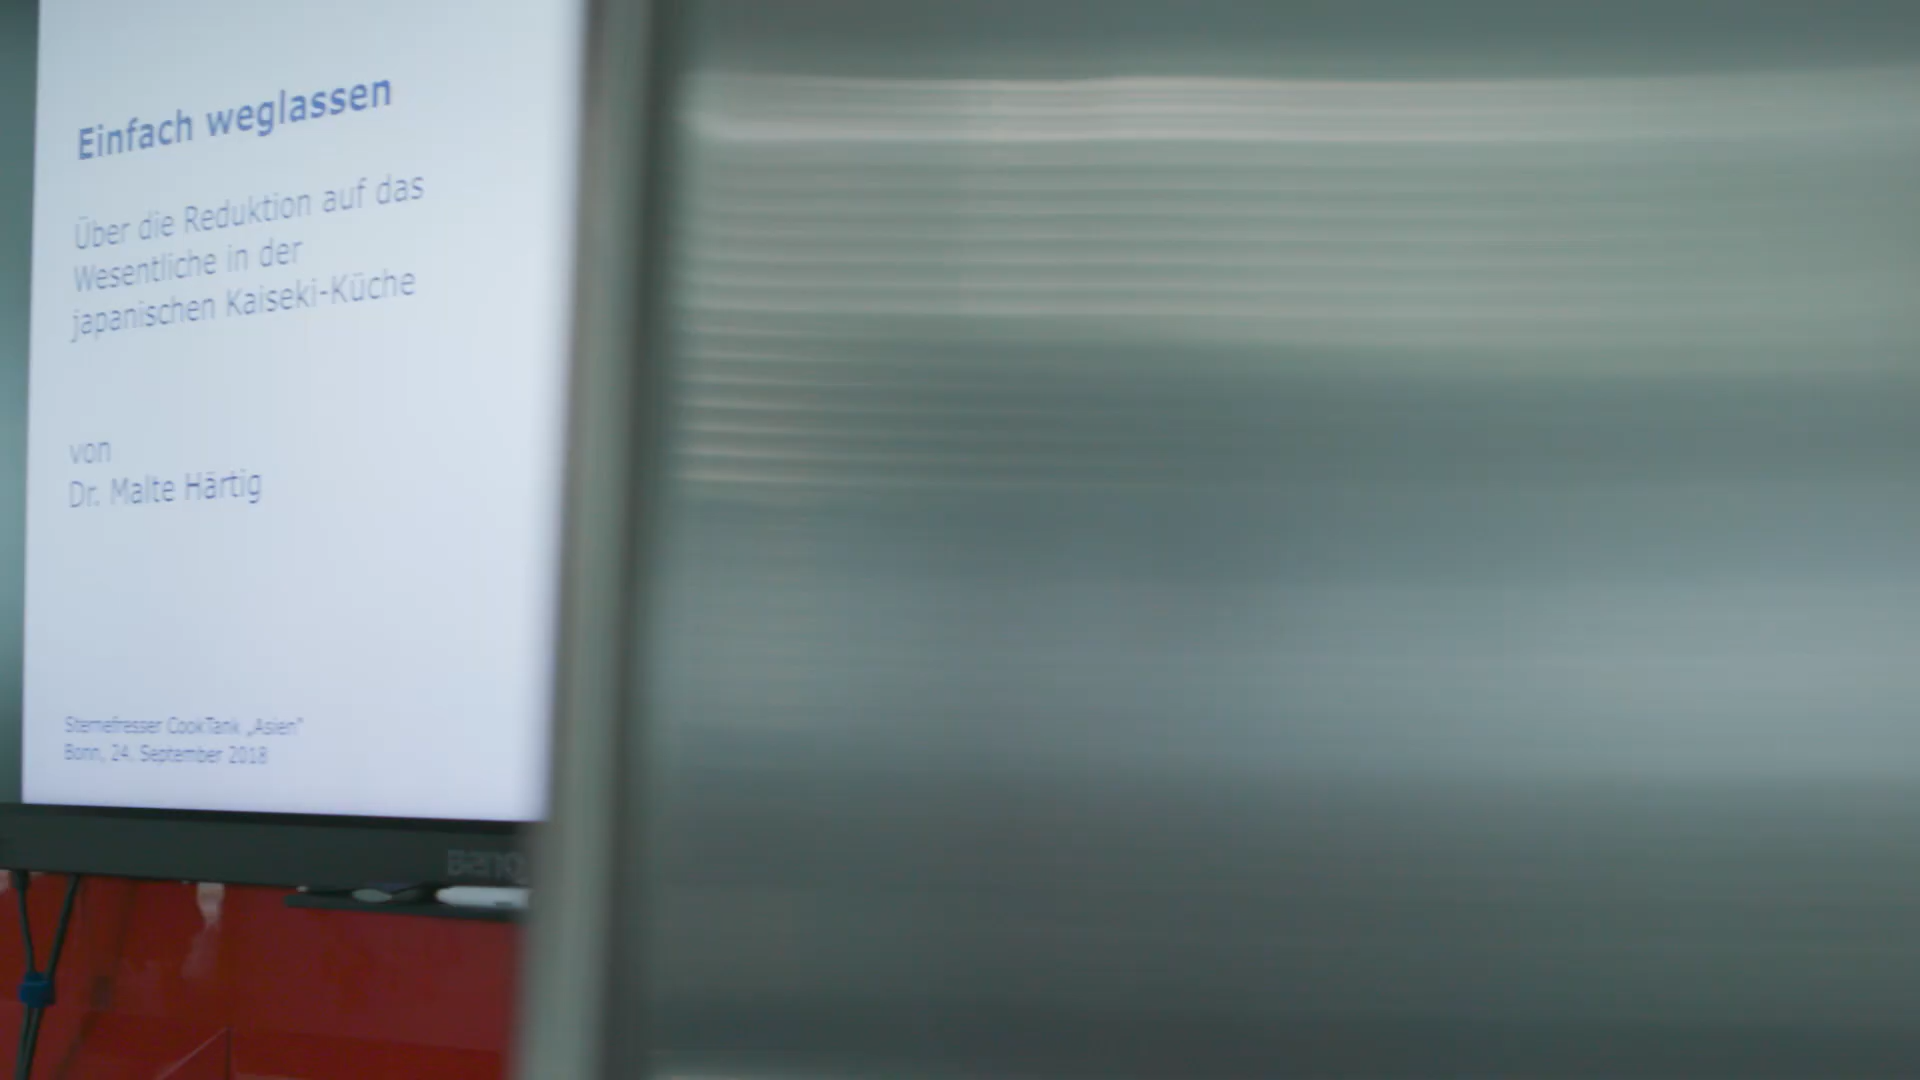 Einfach weglassen
Über die Reduktion auf das
Wesentliche in der
japanischen Kaiseki-Küche
von
Dr. Malte Härtig
Sternefresser CookTank „Asien“
Bonn, 24. September 2018
BenQ